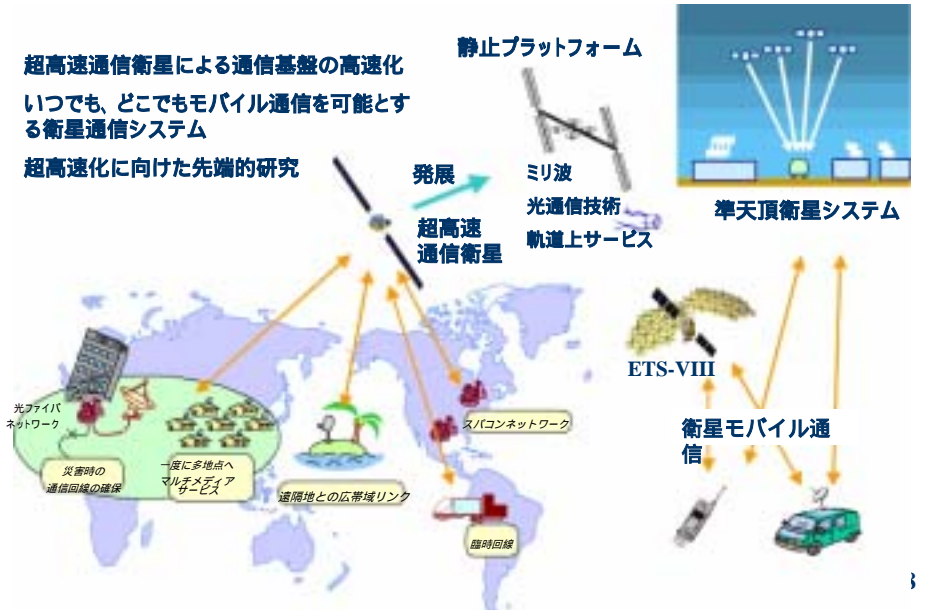 静止プラットフォーム
超高速通信衛星による通信基盤の高速化
いつでも、どこでもモバイル通信を可能とす
る衛星通信システム
超高速化に向けた先端的研究
発展
ミリ波
光通信技術
軌道上サービス
超高速
通信衛星
準天頂衛星システム
ETS-VIII
衛星モバイル通
信
光ファイバ
ネットワーク
スパコンネットワーク
災害時の
通信回線の確保
一度に多地点へ
マルチメディア
サービス
遠隔地との広帯域リンク
臨時回線